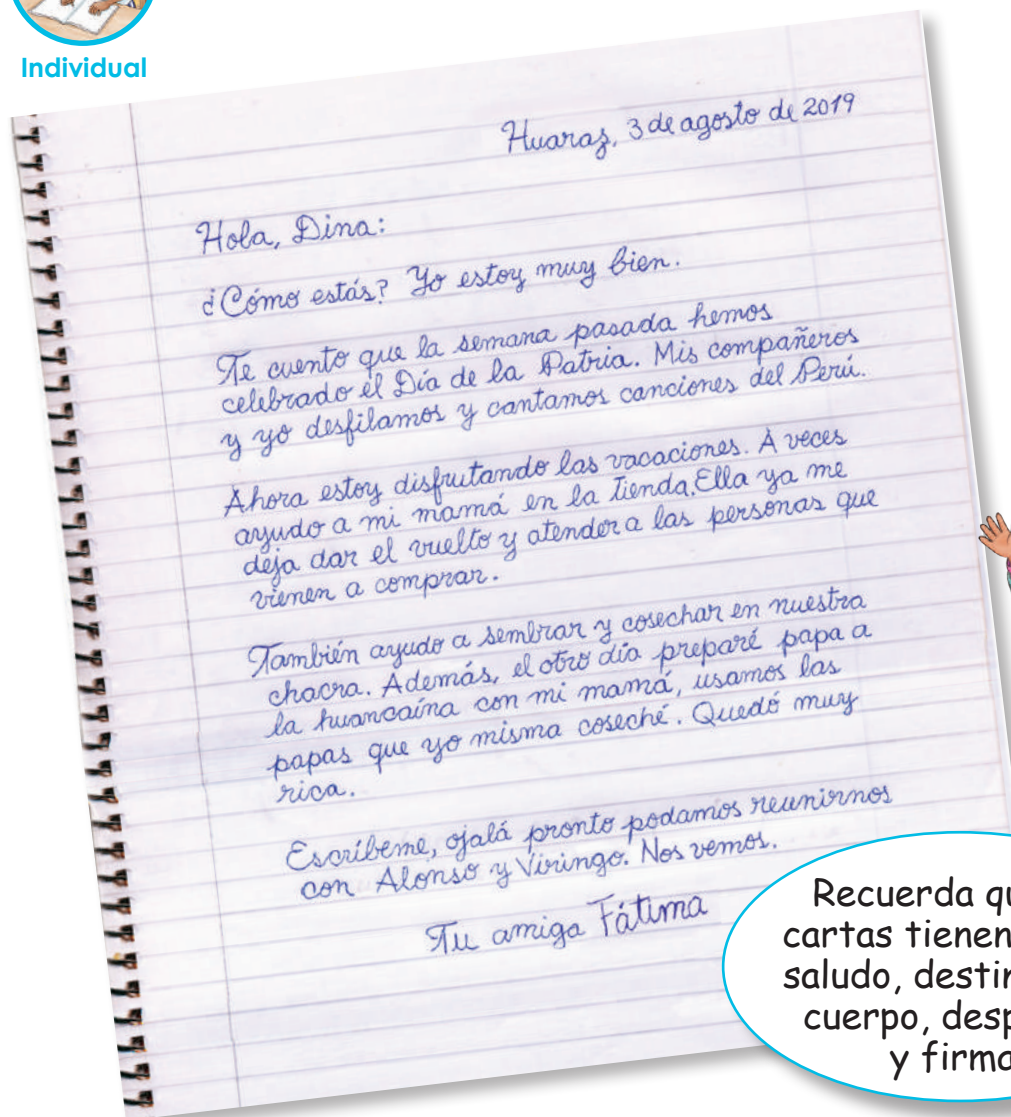 Individual
Huaraz, 3 de agosto de 2019
Hola, Dina:
¿Cómo estás? Yo estoy muy bien.
Te cuento que la semana pasada hemos
celebrado el Día de la Patria. Mis compañeros
y yo desfilamos y cantamos canciones del Perú.
Ahora estoy disfrutando las vacaciones. A veces
ayudo a mi mamá en la tienda. Ella ya me
deja dar el vuelto y atender a las personas que
vienen a comprar.
También ayudo a sembrar y cosechar en nuestra
chacra. Además, el otro día preparé papa a
la huancaína con mi mamá, usamos las
papas que yo misma coseché. Quedó muy
rica.
Escríbeme, ojalá pronto podamos reunirnos
con Alonso y Viringo. Nos vemos.
Tu amiga Fátima
Recuerda
cartas tienen
saludo,
cuerpo,
y